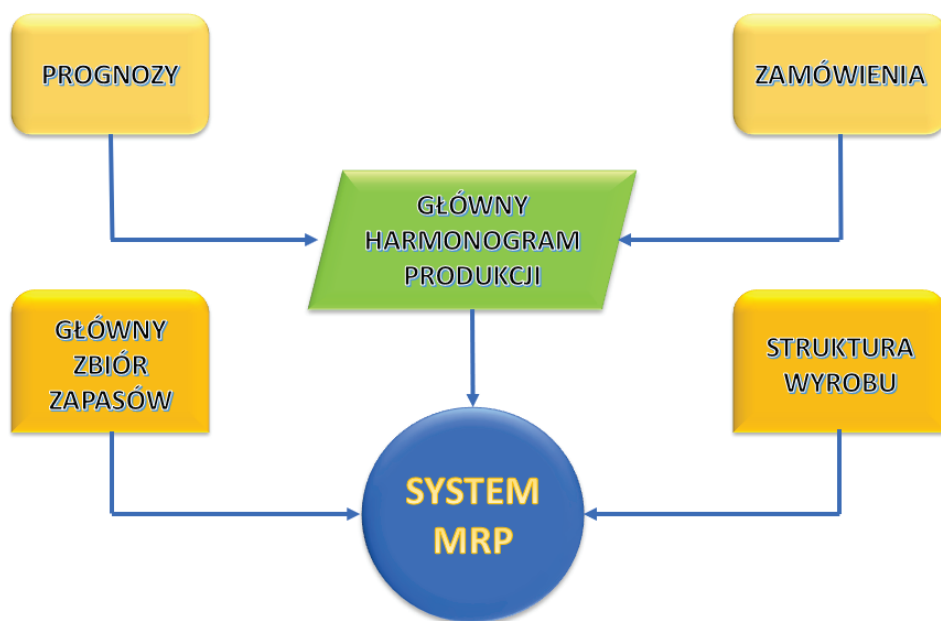 PROGNOZY
ZAMÓWIENIA
GŁÓWNY
HARMONOGRAM
PRODUKCJI
GŁÓWNY
ZBIÓR
ZAPASÓW
STRUKTURA
WYROBU
SYSTEM
MRP